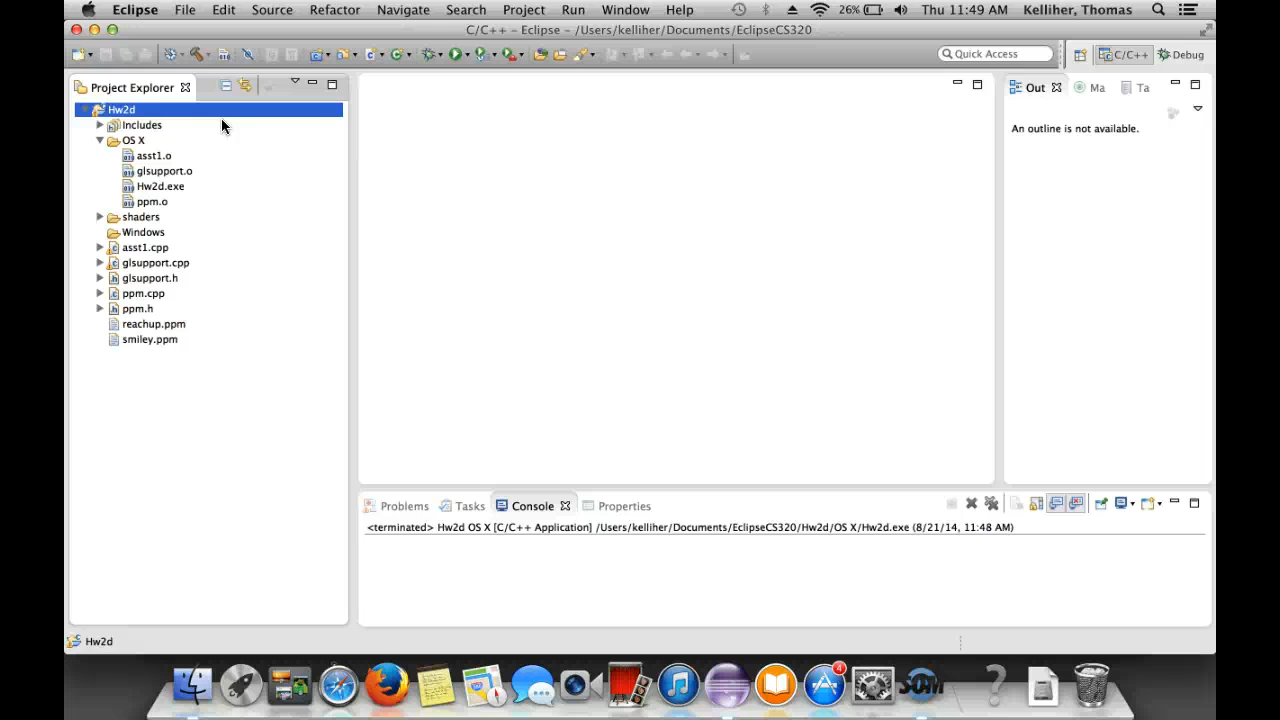 Eclipse File Edit Source Refactor Navigate Search Project Run Window Help 26% Thu 11:49 AM Kelliher, Thomas
C/C++ - Eclipse - /Users/kelliher/Documents/EclipseCS320
Quick Access C/C++ Debug
Project Explorer
Hw2d
Includes
OS X
asst1.o
glsupport.o
Hw2d.exe
ppm.o
shaders
Windows
asst1.cpp
glsupport.cpp
glsupport.h
ppm.cpp
ppm.h
reachup.ppm
smiley.ppm
Out Ma Ta
An outline is not available.
Problems Tasks Console Properties
<terminated> Hw2d OS X [C/C++ Application] /Users/kelliher/Documents/EclipseCS320/Hw2d/OS X/Hw2d.exe (8/21/14, 11:48 AM)
Hw2d
4
SOM